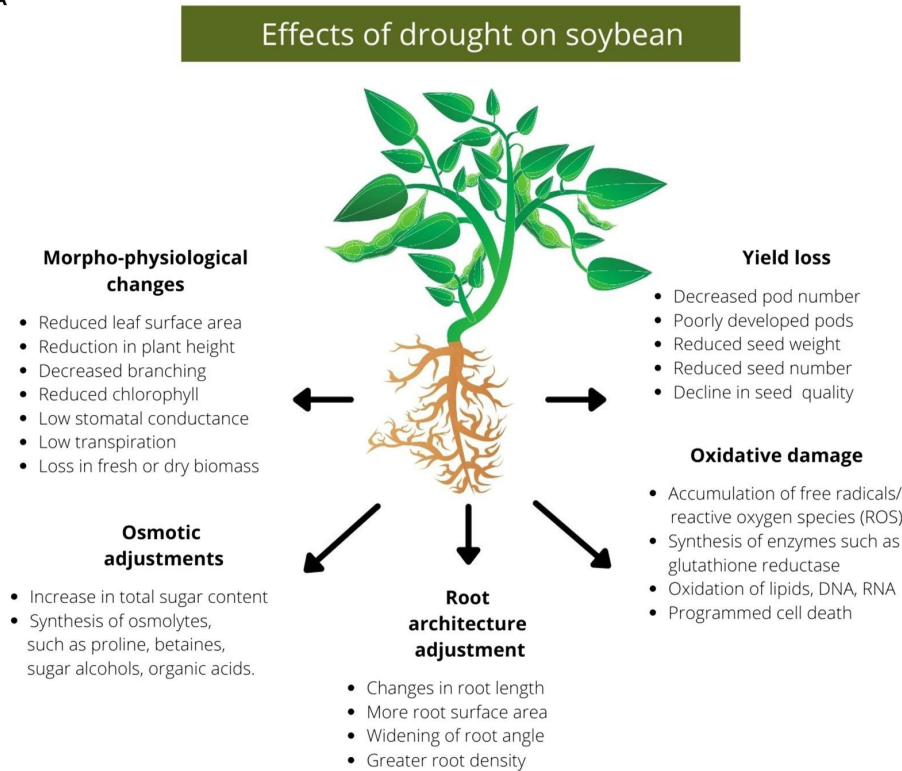 Effects of drought on soybean
Morpho-physiological
changes
• Reduced leaf surface area
• Reduction in plant height
• Decreased branching
• Reduced chlorophyll
• Low stomatal conductance
• Low transpiration
• Loss in fresh or dry biomass
Yield loss
• Decreased pod number
• Poorly developed pods
• Reduced seed weight
• Reduced seed number
• Decline in seed quality
Oxidative damage
• Accumulation of free radicals/
reactive oxygen species (ROS)
• Synthesis of enzymes such as
glutathione reductase
• Oxidation of lipids, DNA, RNA
• Programmed cell death
Osmotic
adjustments
• Increase in total sugar content
• Synthesis of osmolytes,
such as proline, betaines,
sugar alcohols, organic acids.
Root
architecture
adjustment
• Changes in root length
• More root surface area
• Widening of root angle
• Greater root density